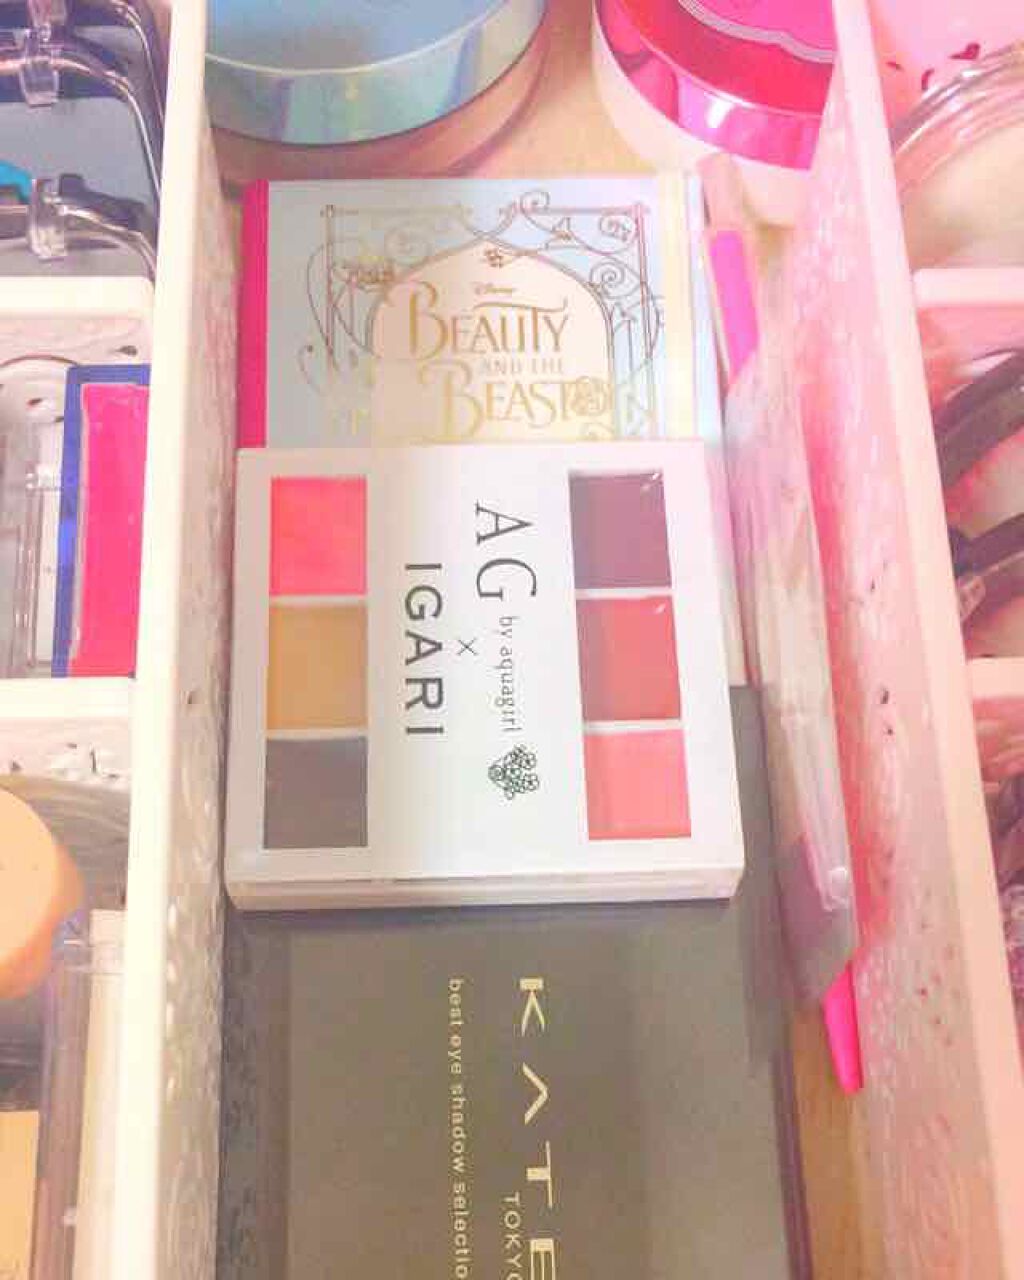 Disney
BEAUTY
AND THE
BEAST
AG by aquagirl
×
IGARI
KATE
TOKYO
best eye shadow selectio